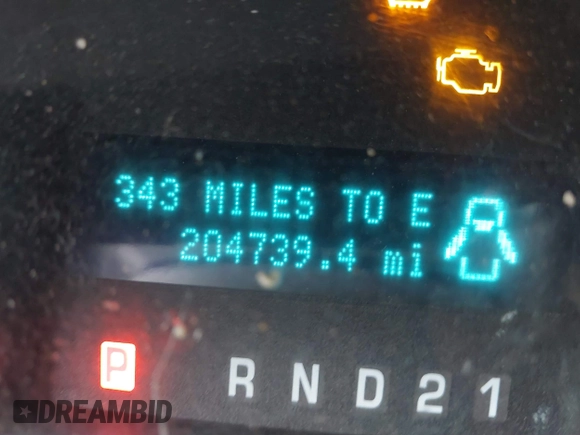 343 MILES TO E
204739.4 mi
P R N D 2 1
DREAMBID